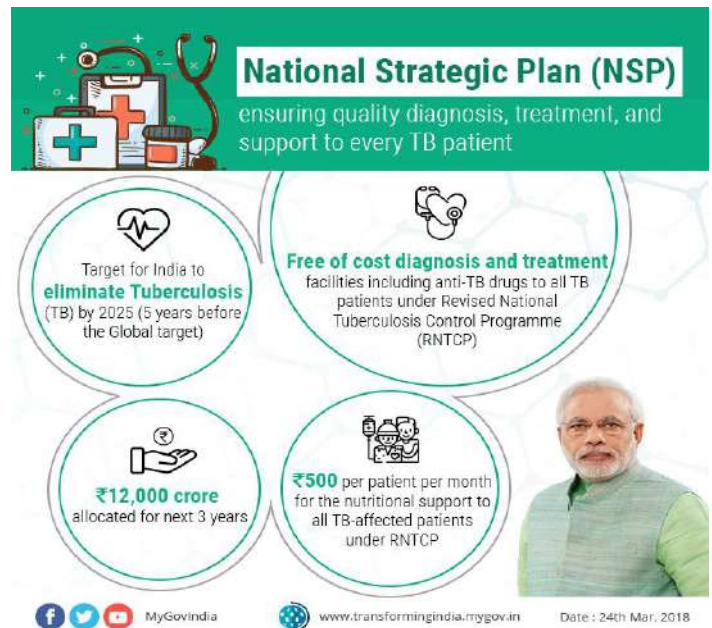 National Strategic Plan (NSP)
ensuring quality diagnosis, treatment, and
support to every TB patient
Target for India to
eliminate Tuberculosis
(TB) by 2025 (5 years before
the Global target)
Free of cost diagnosis and treatment
facilities including anti-TB drugs to all TB
patients under Revised National
Tuberculosis Control Programme
(RNTCP)
₹
₹12,000 crore
allocated for next 3 years
₹500 per patient per month
for the nutritional support to
all TB-affected patients
under RNTCP
MyGovIndia
www.transformingindia.mygov.in
Date : 24th Mar, 2018